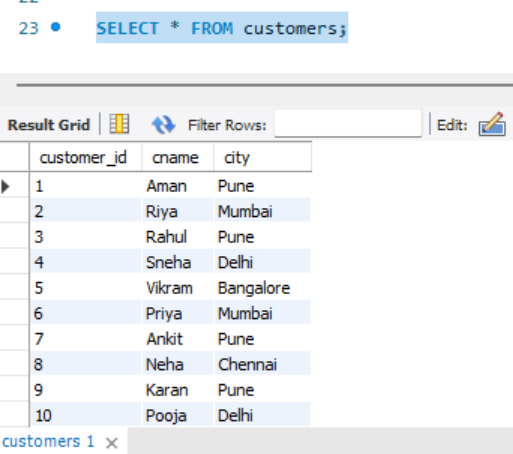 23 SELECT * FROM customers;
Result Grid Filter Rows: Edit:
customer_id cname city
1 Aman Pune
2 Riya Mumbai
3 Rahul Pune
4 Sneha Delhi
5 Vikram Bangalore
6 Priya Mumbai
7 Ankit Pune
8 Neha Chennai
9 Karan Pune
10 Pooja Delhi
customers 1